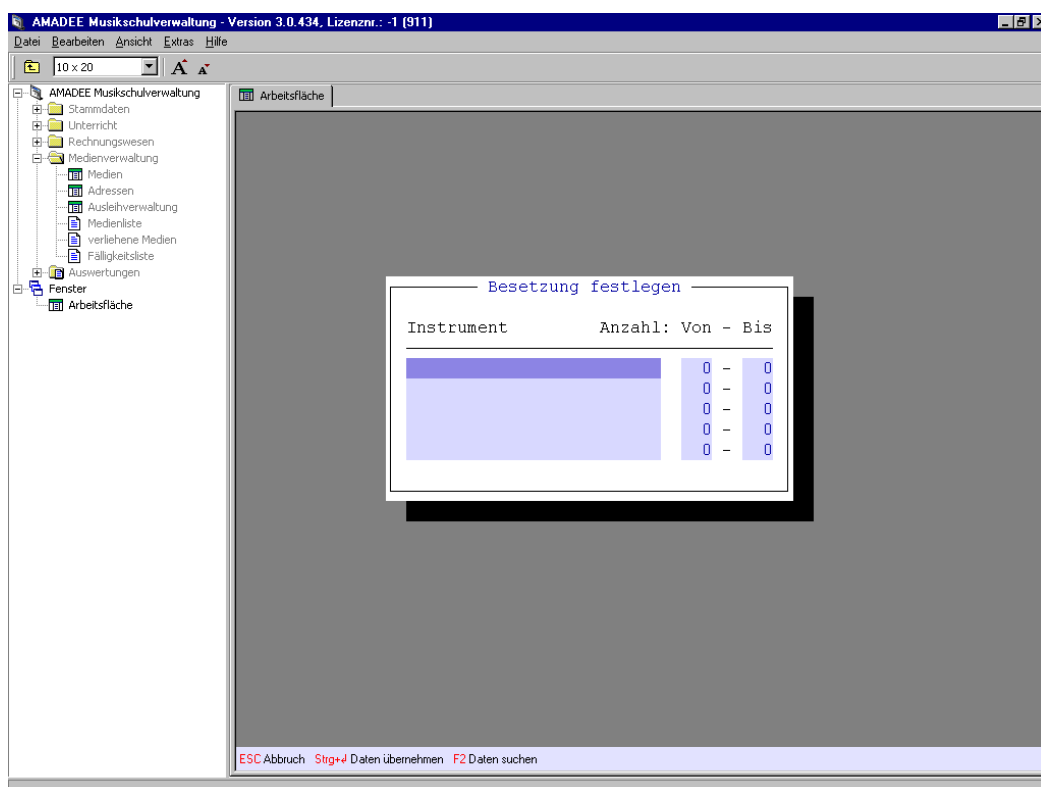 AMADEE Musikschulverwaltung - Version 3.0.434, Lizenznr.: -1 (911)
Datei Bearbeiten Ansicht Extras Hilfe
10 x 20 A A
AMADEE Musikschulverwaltung
Stammdaten
Unterricht
Rechnungswesen
Medienverwaltung
Medien
Adressen
Ausleihverwaltung
Medienliste
verliehene Medien
Fälligkeitsliste
Auswertungen
Fenster
Arbeitsfläche
Arbeitsfläche
Besetzung festlegen
Instrument Anzahl: Von - Bis
0 - 0
0 - 0
0 - 0
0 - 0
0 - 0
ESC Abbruch Strg+↲ Daten übernehmen F2 Daten suchen